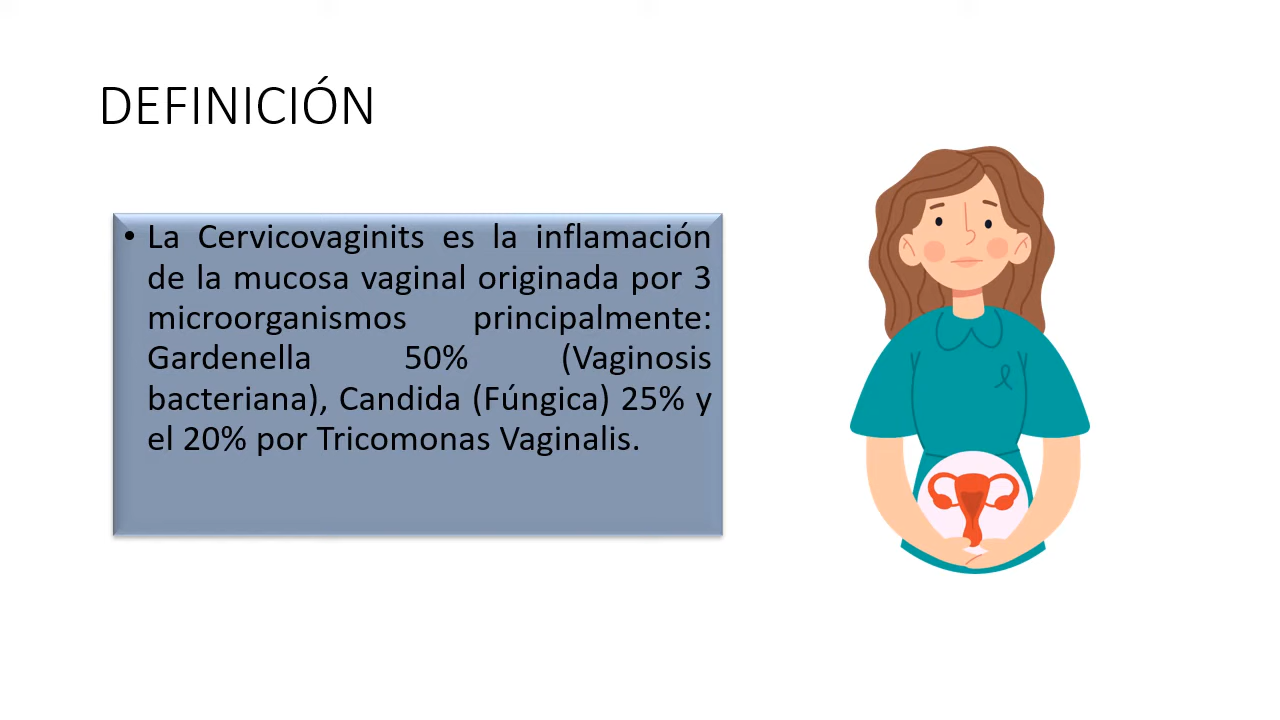 DEFINICIÓN
• La Cervicovaginits es la inflamación
de la mucosa vaginal originada por 3
microorganismos principalmente:
Gardenella 50% (Vaginosis
bacteriana), Candida (Fúngica) 25% y
el 20% por Tricomonas Vaginalis.